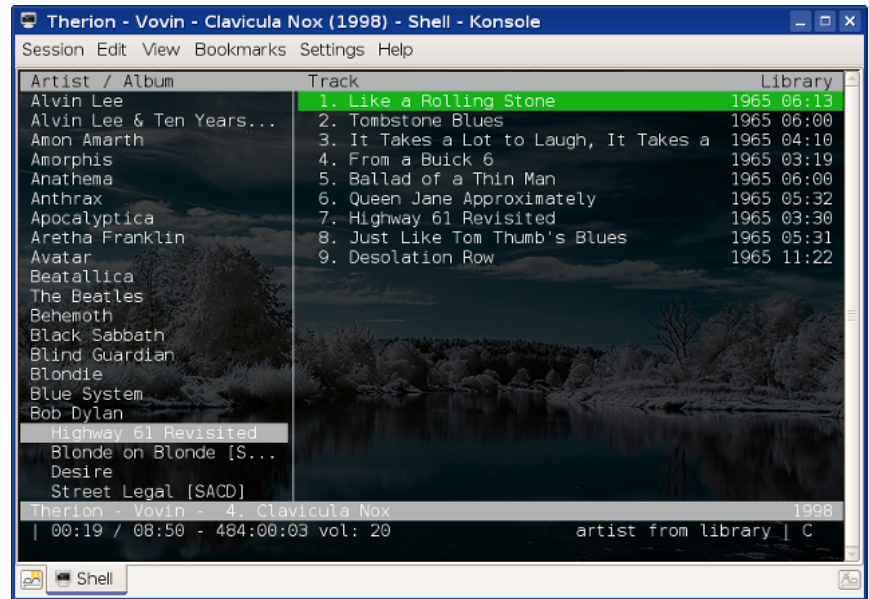 Therion - Vovin - Clavicula Nox (1998) - Shell - Konsole
Session Edit View Bookmarks Settings Help
Artist / Album Track Library
Alvin Lee 1. Like a Rolling Stone 1965 06:13
Alvin Lee & Ten Years... 2. Tombstone Blues 1965 06:00
Amon Amarth 3. It Takes a Lot to Laugh, It Takes a 1965 04:10
Amorphis 4. From a Buick 6 1965 03:19
Anathema 5. Ballad of a Thin Man 1965 06:00
Anthrax 6. Queen Jane Approximately 1965 05:32
Apocalyptica 7. Highway 61 Revisited 1965 03:30
Aretha Franklin 8. Just Like Tom Thumb's Blues 1965 05:31
Avatar 9. Desolation Row 1965 11:22
Beatallica
The Beatles
Behemoth
Black Sabbath
Blind Guardian
Blondie
Blue System
Bob Dylan
Highway 61 Revisited
Blonde on Blonde [S...
Desire
Street Legal [SACD]
Therion - Vovin - 4. Clavicula Nox 1998
| 00:19 / 08:50 - 484:00:03 vol: 20 artist from library | C
Shell